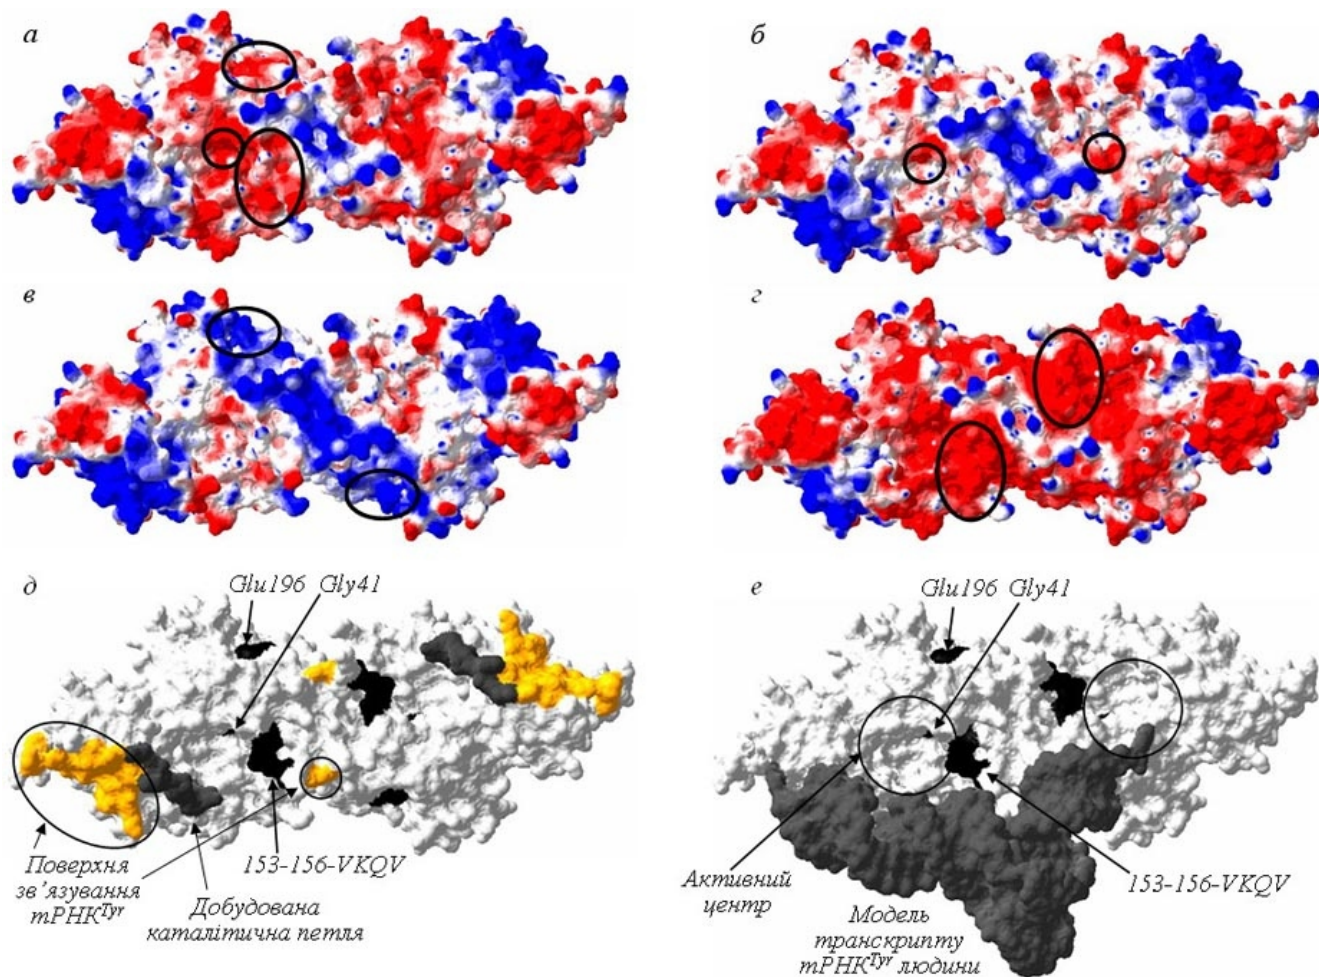 а
б
в
г
д
Glu196 Gly41
Поверхня
зв’язування
тРНКTyr
153-156-VKQV
Добудована
каталітична петля
е
Glu196 Gly41
Активний
центр
153-156-VKQV
Модель
транскрипту
тРНКTyr людини